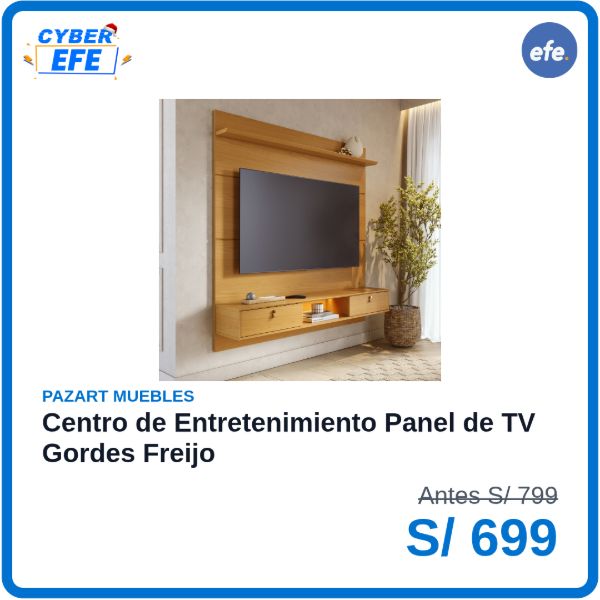 CYBER
EFE
efe.
PAZART MUEBLES
Centro de Entretenimiento Panel de TV
Gordes Freijo
Antes S/ 799
S/ 699